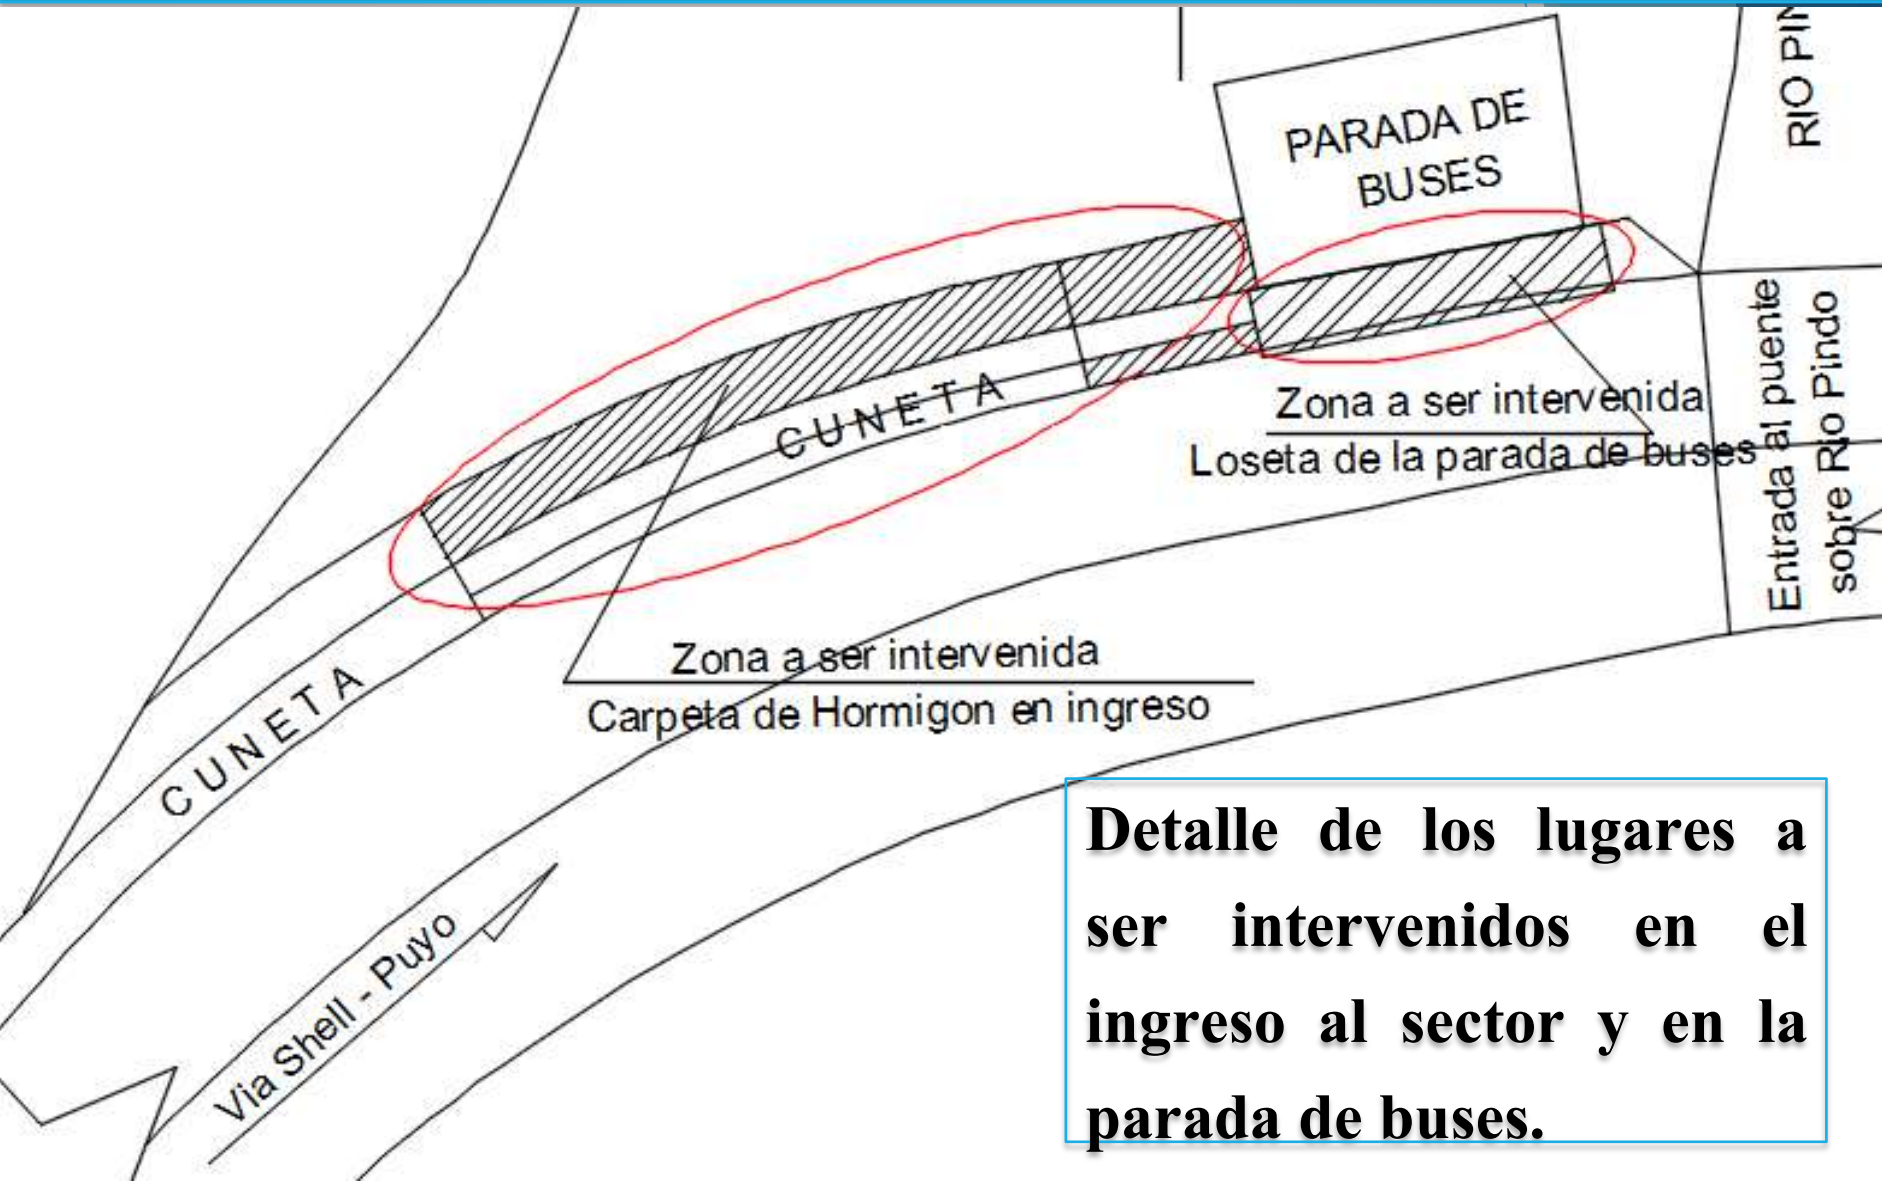 RIO PIN
PARADA DE
BUSES
CUNETA
Zona a ser intervenida
Loseta de la parada de buses
Entrada al puente
sobre Rio Pindo
Zona a ser intervenida
Carpeta de Hormigon en ingreso
CUNETA
Via Shell - Puyo
Detalle de los lugares a
ser intervenidos en el
ingreso al sector y en la
parada de buses.